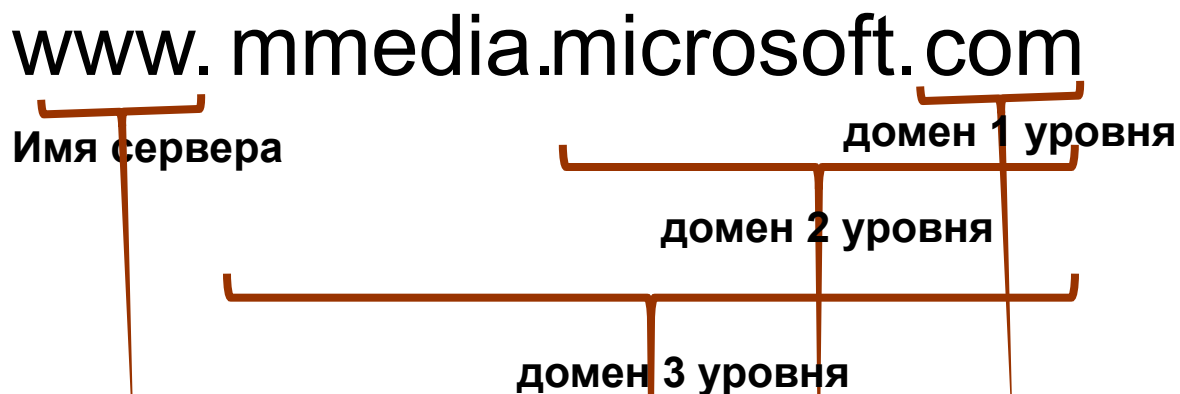 www. mmedia.microsoft.com
Имя сервера
домен 1 уровня
домен 2 уровня
домен 3 уровня